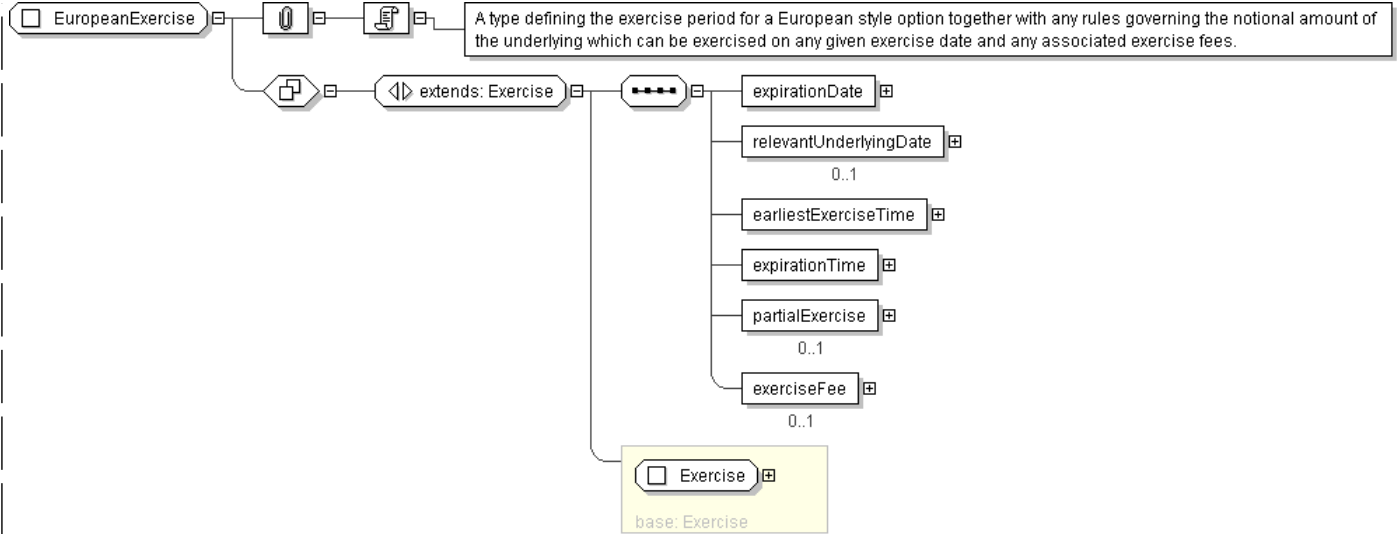 EuropeanExercise
A type defining the exercise period for a European style option together with any rules governing the notional amount of
the underlying which can be exercised on any given exercise date and any associated exercise fees.
extends: Exercise
expirationDate
relevantUnderlyingDate
0..1
earliestExerciseTime
expirationTime
partialExercise
0..1
exerciseFee
0..1
Exercise
base: Exercise